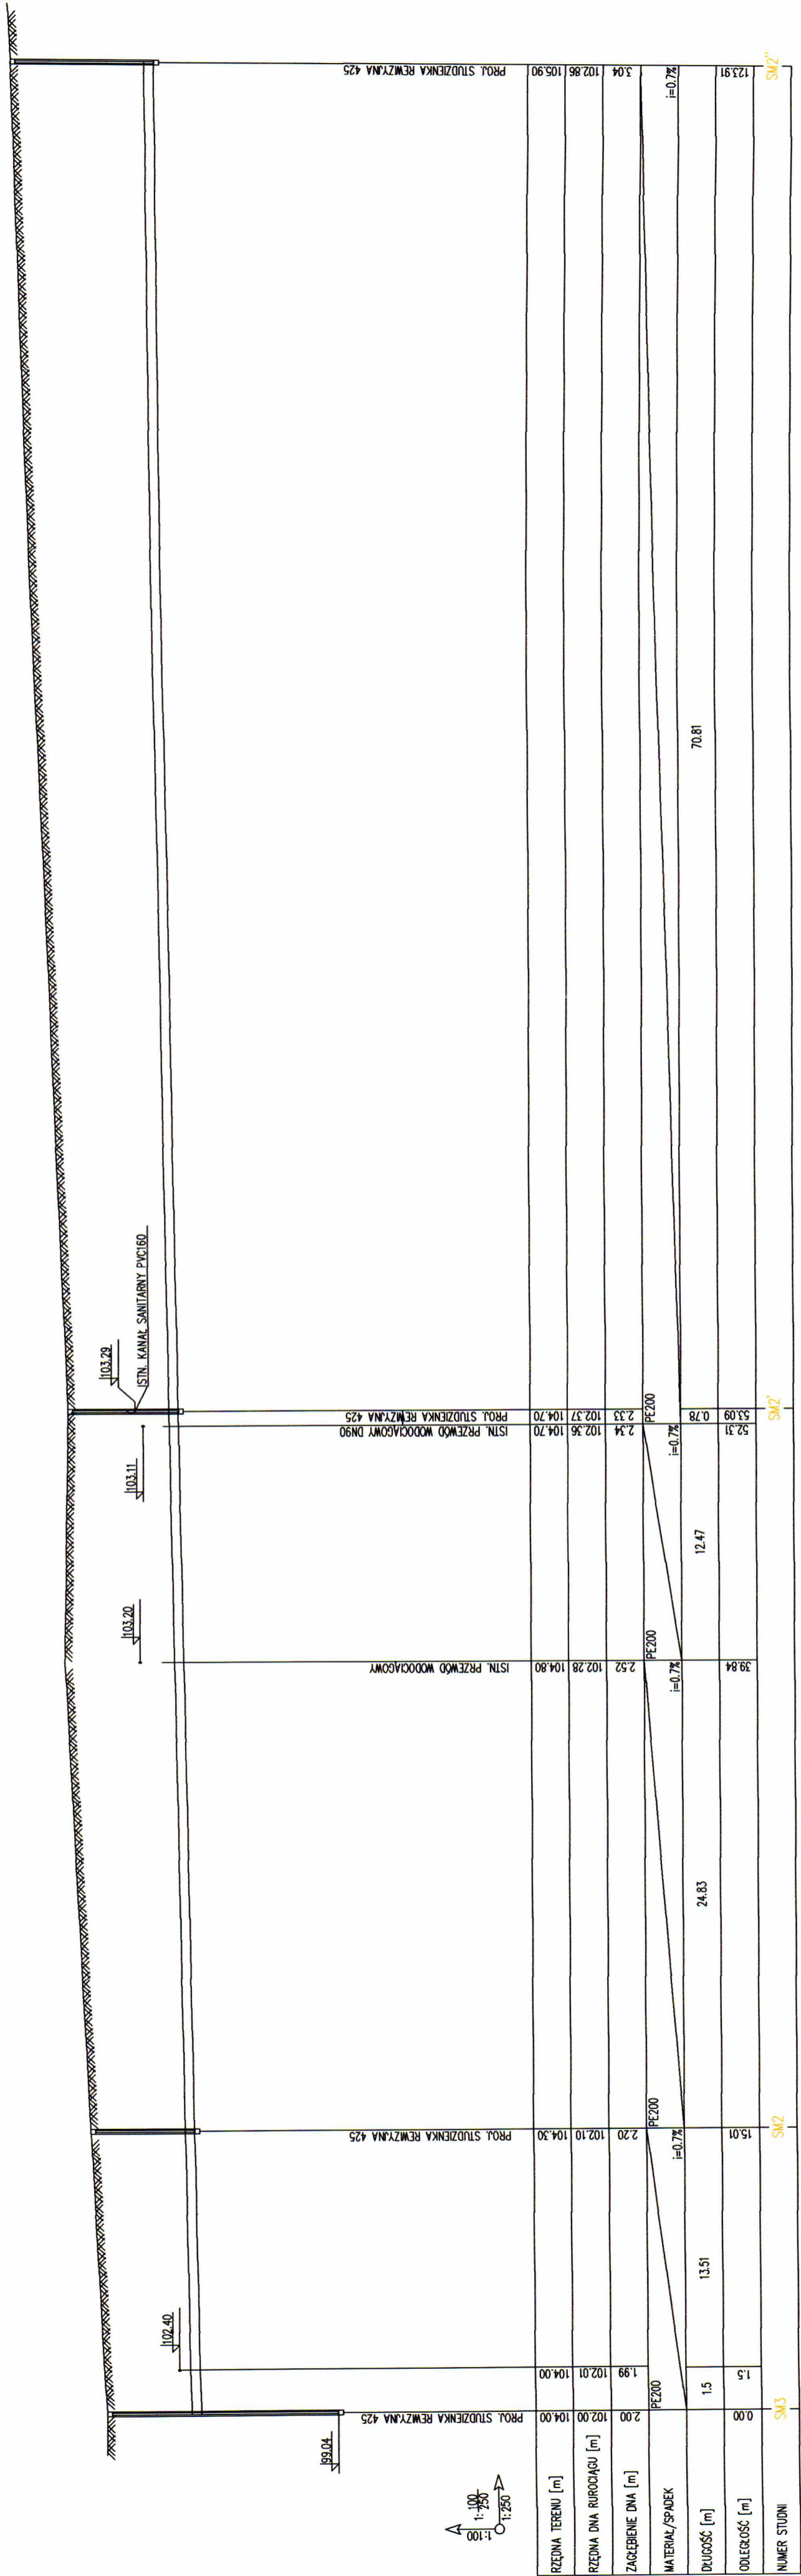 103.29
ISTN. KANAŁ SANITARNY PVC160
103.11
103.20
102.40
99.04
1:100
100
1:250
1:250
PROJ. STUDZIENKA REWIZYJNA 425
PROJ. STUDZIENKA REWIZYJNA 425
ISTN. PRZEWÓD WODOCIĄGOWY
ISTN. PRZEWÓD WODOCIĄGOWY DN90
PROJ. STUDZIENKA REWIZYJNA 425
PROJ. STUDZIENKA REWIZYJNA 425
RZĘDNA TERENU [m] 104.00 104.00 104.30 104.80 104.70 104.70 105.90
RZĘDNA DNA RUROCIĄGU [m] 102.00 102.01 102.10 102.28 102.36 102.37 102.86
ZAGŁĘBIENIE DNA [m] 2.00 1.99 2.20 2.52 2.34 2.33 3.04
MATERIAŁ/SPADEK PE200 i=0.7% PE200 i=0.7% PE200 i=0.7% PE200 i=0.7%
DŁUGOŚĆ [m] 1.5 13.51 24.83 12.47 0.78 70.81
ODLEGŁOŚĆ [m] 0.00 1.5 15.01 39.84 52.31 53.09 123.91
NUMER STUDNI SM3 SM2 SM2' SM2''